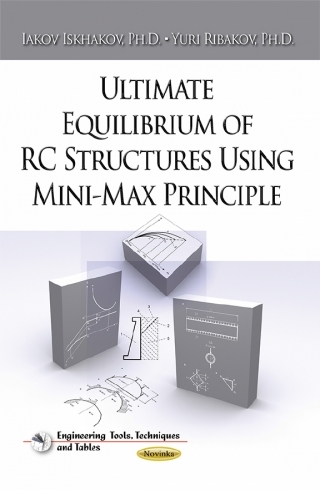 Iakov Iskhakov, Ph.D. • Yuri Ribakov, Ph.D.
Ultimate
Equilibrium of
RC Structures Using
Mini-Max Principle
Engineering Tools, Techniques
and Tables
Novinka